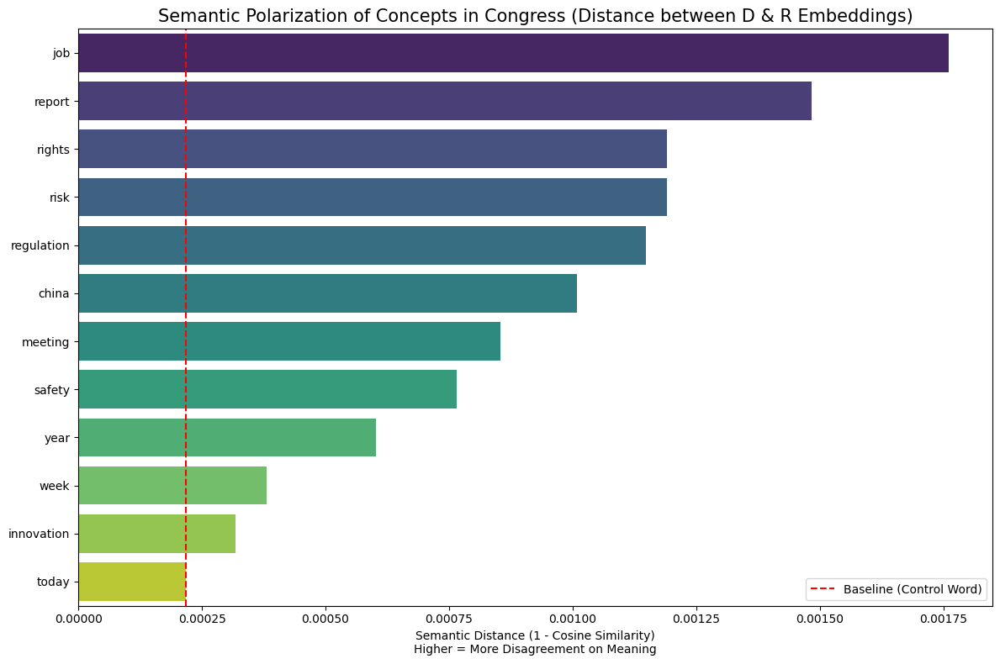 Semantic Polarization of Concepts in Congress (Distance between D & R Embeddings)
job
report
rights
risk
regulation
china
meeting
safety
year
week
innovation
today
Baseline (Control Word)
0.00000 0.00025 0.00050 0.00075 0.00100 0.00125 0.00150 0.00175
Semantic Distance (1 - Cosine Similarity)
Higher = More Disagreement on Meaning